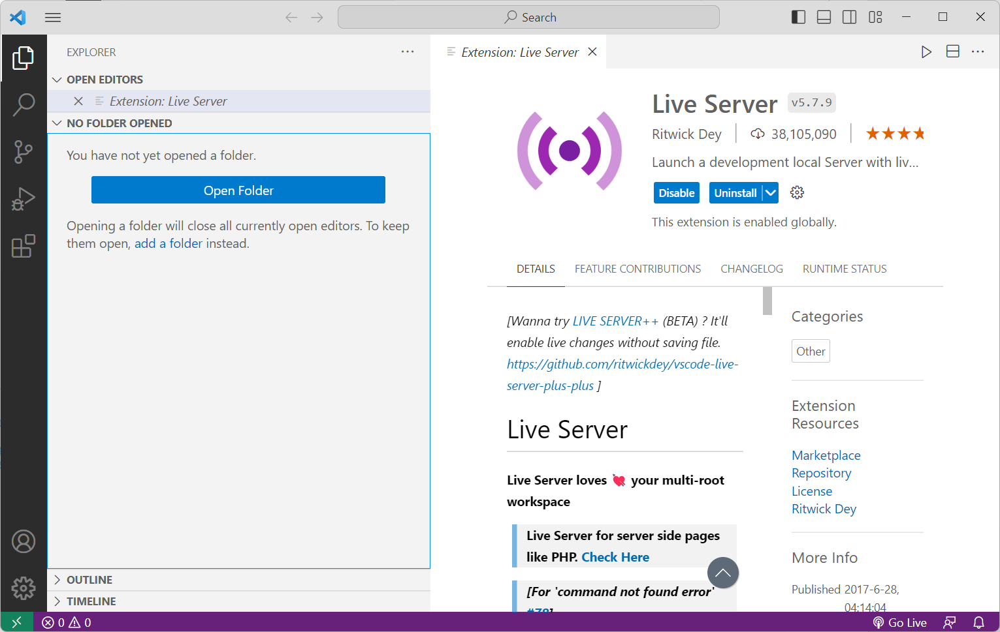 Search
EXPLORER
OPEN EDITORS
Extension: Live Server
NO FOLDER OPENED
You have not yet opened a folder.
Open Folder
Opening a folder will close all currently open editors. To keep
them open, add a folder instead.
OUTLINE
TIMELINE
Extension: Live Server
Live Server v5.7.9
Ritwick Dey 38,105,090
Launch a development local Server with liv...
Disable Uninstall
This extension is enabled globally.
DETAILS FEATURE CONTRIBUTIONS CHANGELOG RUNTIME STATUS
[Wanna try LIVE SERVER++ (BETA) ? It'll
enable live changes without saving file.
https://github.com/ritwickdey/vscode-live-
server-plus-plus ]
Live Server
Live Server loves 💘 your multi-root
workspace
Live Server for server side pages
like PHP. Check Here
[For 'command not found error'
#78]
Categories
Other
Extension
Resources
Marketplace
Repository
License
Ritwick Dey
More Info
Published 2017-6-28,
04:14:04
0 0
Go Live